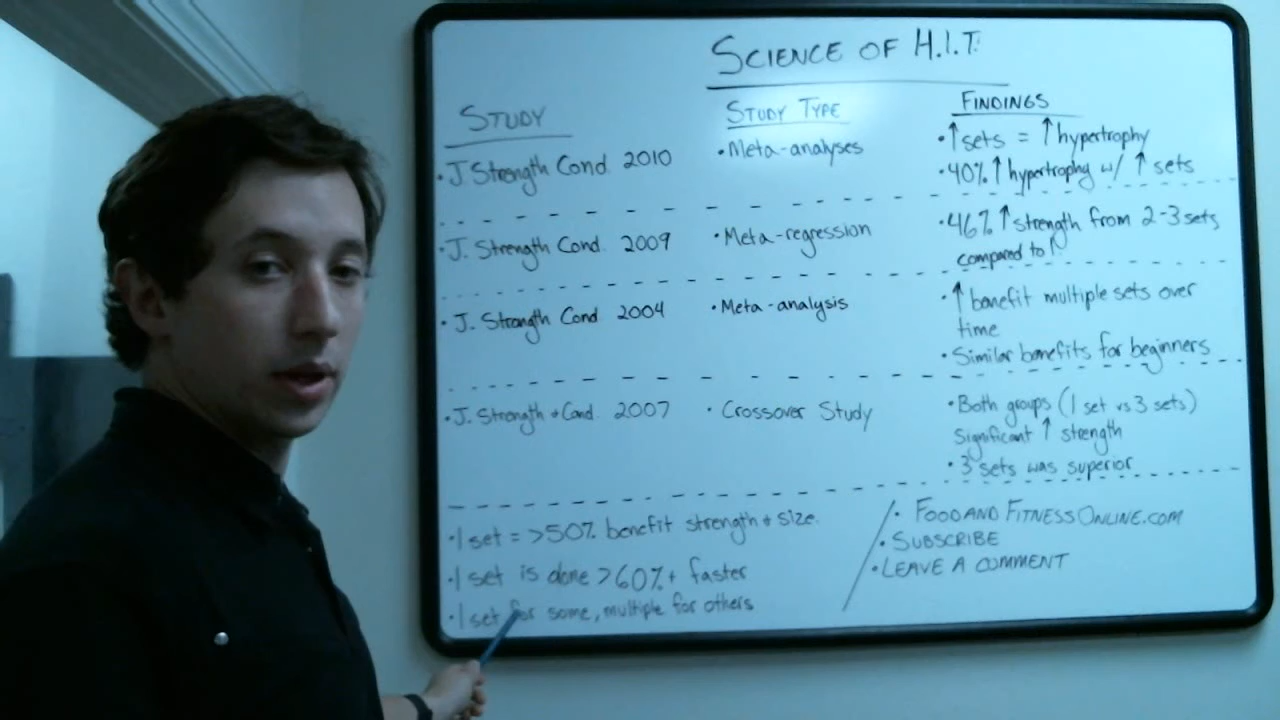 SCIENCE OF H.I.T.
STUDY
STUDY TYPE
FINDINGS
• J. Strength Cond. 2010
• Meta-analyses
• ↑ sets = ↑ hypertrophy
• 40% ↑ hypertrophy w/ ↑ sets
• J. Strength Cond. 2009
• Meta-regression
• 46% ↑ strength from 2-3 sets
compared to 1
• J. Strength Cond 2004
• Meta-analysis
• ↑ benefit multiple sets over
time
• Similar benefits for beginners
• J. Strength + Cond. 2007
• Crossover Study
• Both groups (1 set vs 3 sets)
significant ↑ strength
• 3 sets was superior
• 1 set = >50% benefit strength + size.
• 1 set is done >60%+ faster
• 1 set for some, multiple for others
• FOODANDFITNESSONLINE.COM
• SUBSCRIBE
• LEAVE A COMMENT